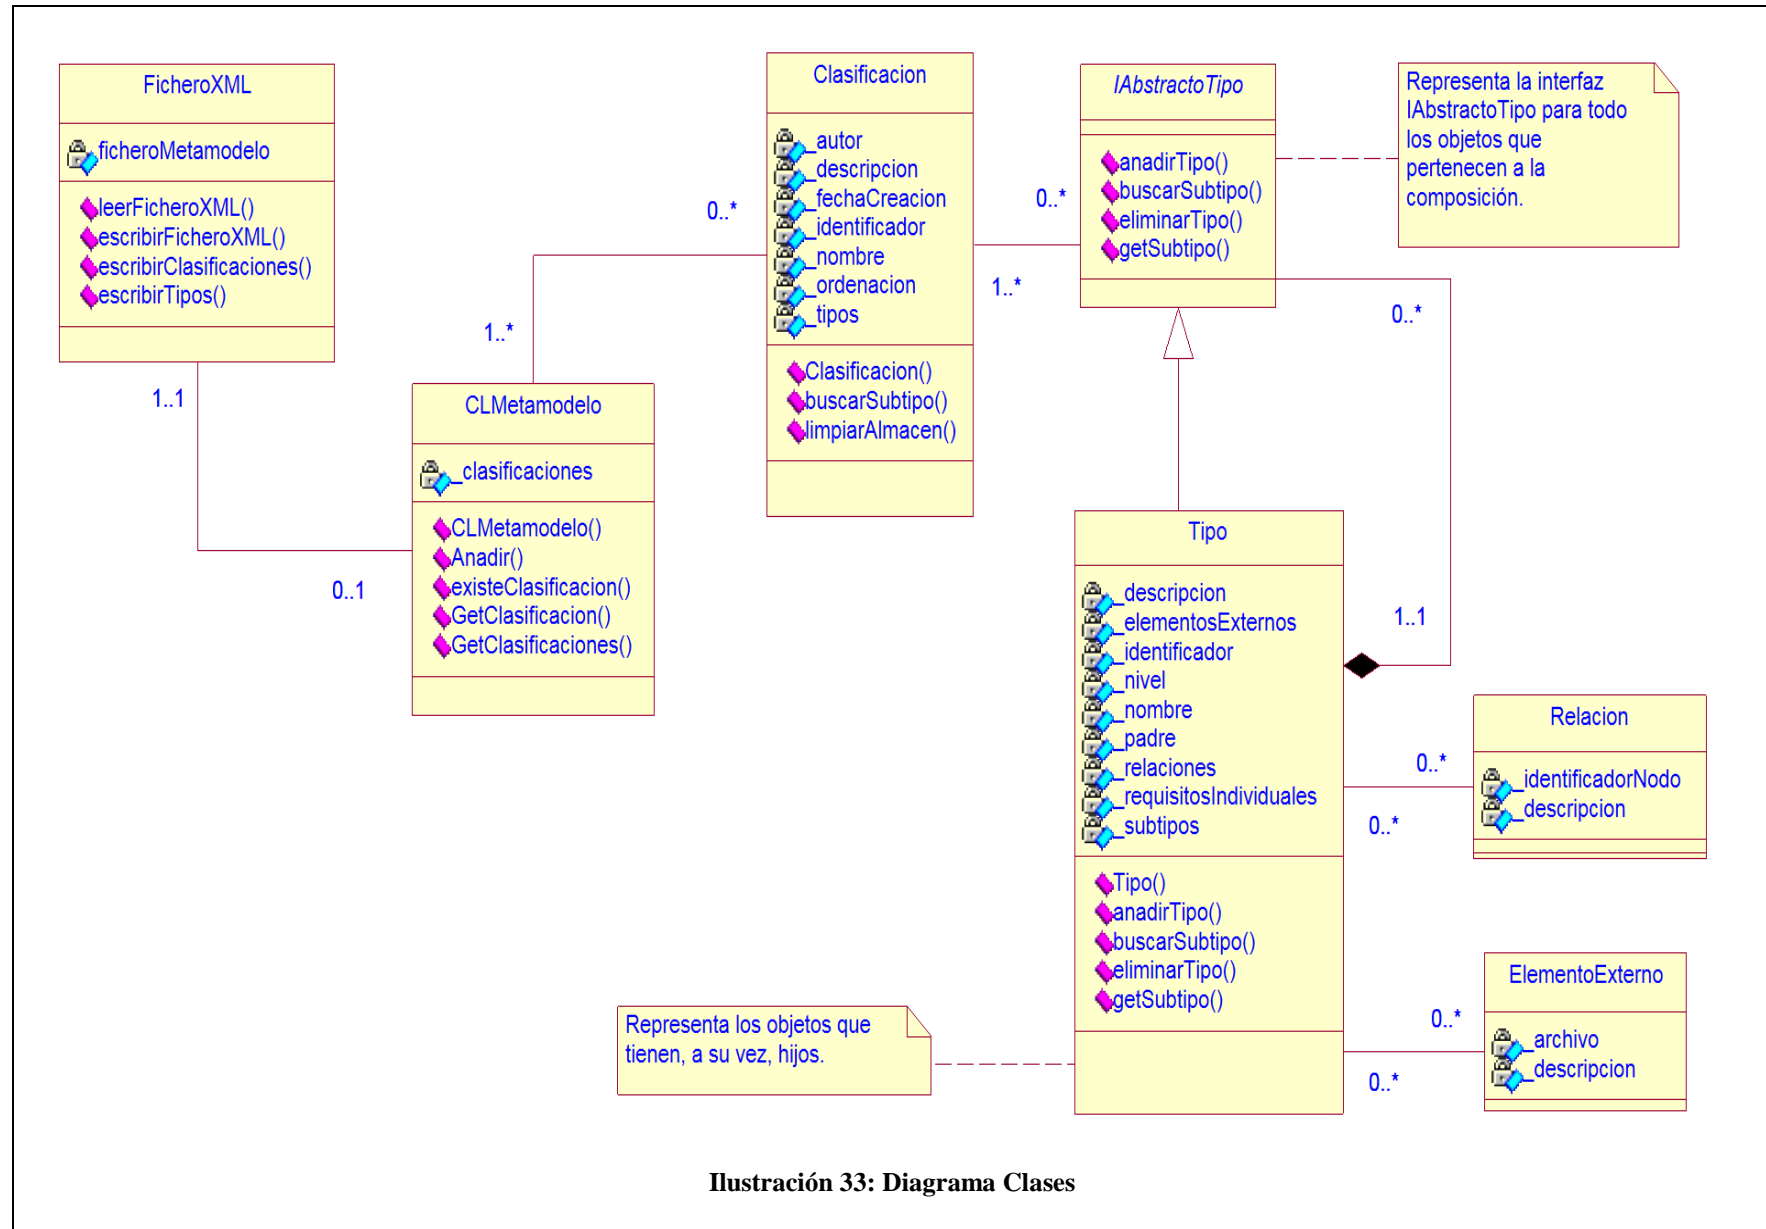 FicheroXML
ficheroMetamodelo
leerFicheroXML()
escribirFicheroXML()
escribirClasificaciones()
escribirTipos()
1..1
0..1
CLMetamodelo
_clasificaciones
CLMetamodelo()
Anadir()
existeClasificacion()
GetClasificacion()
GetClasificaciones()
1..*
0..*
Clasificacion
_autor
_descripcion
_fechaCreacion
_identificador
_nombre
_ordenacion
_tipos
Clasificacion()
buscarSubtipo()
limpiarAlmacen()
0..*
1..*
IAbstractoTipo
anadirTipo()
buscarSubtipo()
eliminarTipo()
getSubtipo()
Representa la interfaz
IAbstractoTipo para todo
los objetos que
pertenecen a la
composición.
0..*
1..1
Tipo
_descripcion
_elementosExternos
_identificador
_nivel
_nombre
_padre
_relaciones
_requisitosIndividuales
_subtipos
Tipo()
anadirTipo()
buscarSubtipo()
eliminarTipo()
getSubtipo()
0..*
0..*
Relacion
_identificadorNodo
_descripcion
0..*
0..*
ElementoExterno
_archivo
_descripcion
Representa los objetos que
tienen, a su vez, hijos.
Ilustración 33: Diagrama Clases